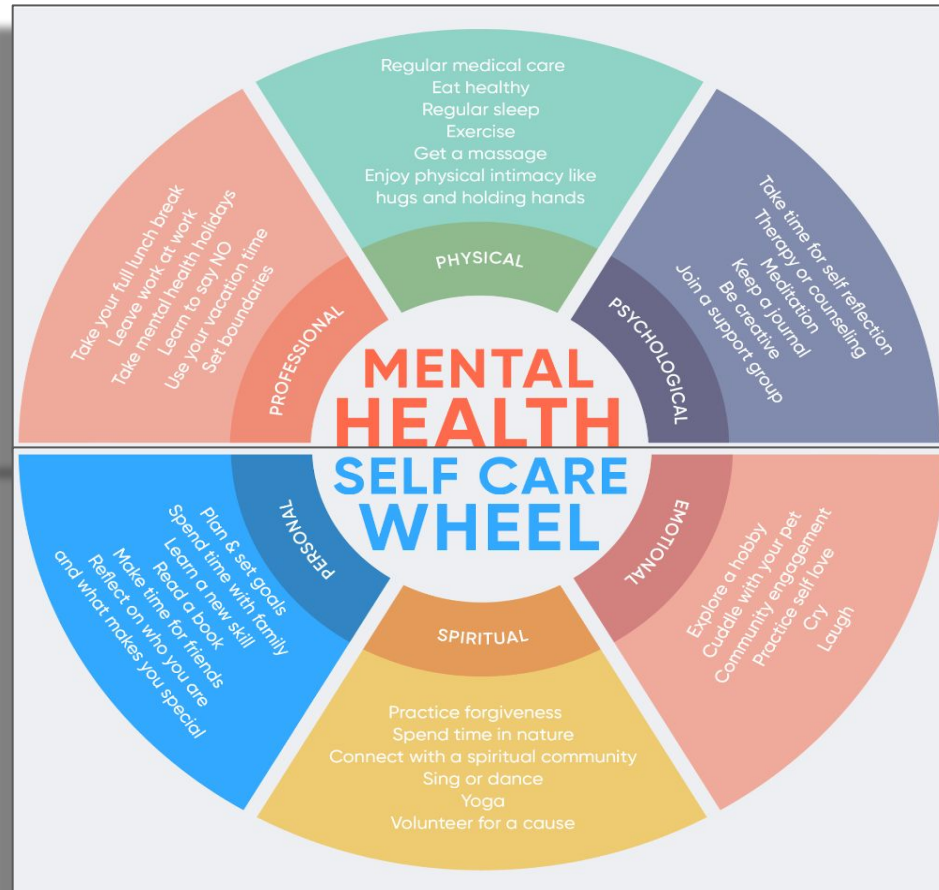 Regular medical care
Eat healthy
Regular sleep
Exercise
Get a massage
Enjoy physical intimacy like
hugs and holding hands
PHYSICAL
Take time for self reflection
Therapy or counseling
Meditation
Keep a journal
Be creative
Join a support group
PSYCHOLOGICAL
Explore a hobby
Cuddle with your pet
Community engagement
Practice self love
Cry
Laugh
EMOTIONAL
SPIRITUAL
Practice forgiveness
Spend time in nature
Connect with a spiritual community
Sing or dance
Yoga
Volunteer for a cause
PERSONAL
Plan & set goals
Spend time with family
Learn a new skill
Read a book
Make time for friends
Reflect on who you are
and what makes you special
Take your full lunch break
Leave work at work
Take mental health holidays
Learn to say NO
Use your vacation time
Set boundaries
PROFESSIONAL
MENTAL
HEALTH
SELF CARE
WHEEL